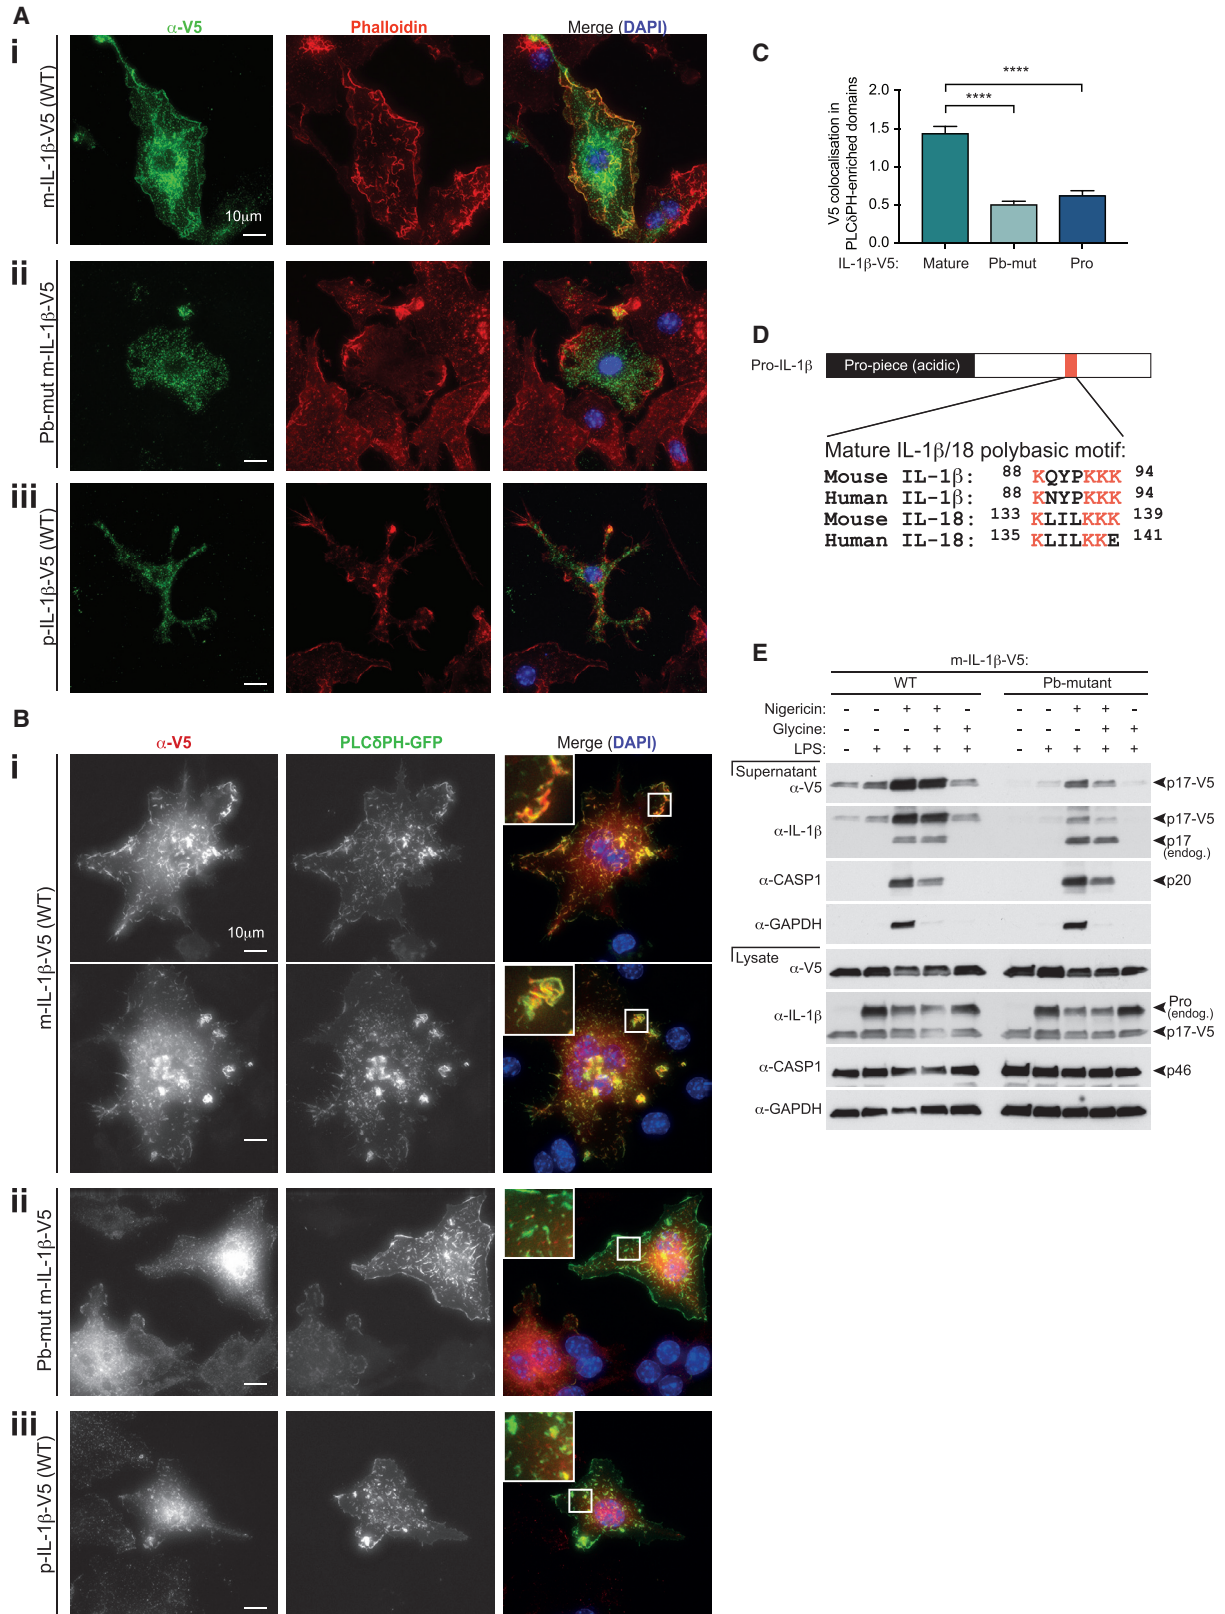 A
α-V5
Phalloidin
Merge (DAPI)
i
m-IL-1β-V5 (WT)
10μm
ii
Pb-mut m-IL-1β-V5
iii
p-IL-1β-V5 (WT)
B
α-V5
PLCδPH-GFP
Merge (DAPI)
i
m-IL-1β-V5 (WT)
10μm
ii
Pb-mut m-IL-1β-V5
iii
p-IL-1β-V5 (WT)
C
V5 colocalisation in
PLCδPH-enriched domains
2.0
1.5
1.0
0.5
0.0
****
****
IL-1β-V5: Mature Pb-mut Pro
D
Pro-IL-1β Pro-piece (acidic)
Mature IL-1β/18 polybasic motif:
Mouse IL-1β: 88 KQYPKKK 94
Human IL-1β: 88 KNYPKKK 94
Mouse IL-18: 133 KLILKKK 139
Human IL-18: 135 KLILKKE 141
E
m-IL-1β-V5:
WT Pb-mutant
Nigericin: - - + + - - - + + -
Glycine: - - - + + - - - + +
LPS: - + + + + - + + + +
Supernatant
α-V5 p17-V5
α-IL-1β p17-V5
p17
(endog.)
α-CASP1 p20
α-GAPDH
Lysate
α-V5
α-IL-1β Pro
(endog.)
p17-V5
α-CASP1 p46
α-GAPDH